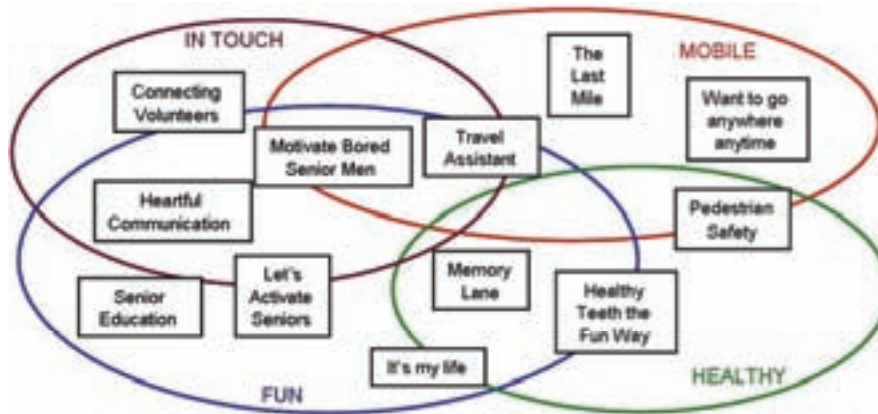 IN TOUCH
MOBILE
The
Last
Mile
Connecting
Volunteers
Want to go
anywhere
anytime
Motivate Bored
Senior Men
Travel
Assistant
Heartful
Communication
Pedestrian
Safety
Let's
Activate
Seniors
Memory
Lane
Senior
Education
Healthy
Teeth the
Fun Way
It's my life
FUN
HEALTHY